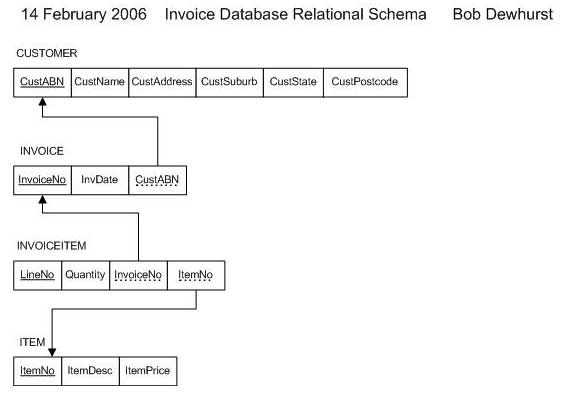 14 February 2006 Invoice Database Relational Schema Bob Dewhurst
CUSTOMER
CustABN CustName CustAddress CustSuburb CustState CustPostcode
INVOICE
InvoiceNo InvDate CustABN
INVOICEITEM
LineNo Quantity InvoiceNo ItemNo
ITEM
ItemNo ItemDesc ItemPrice